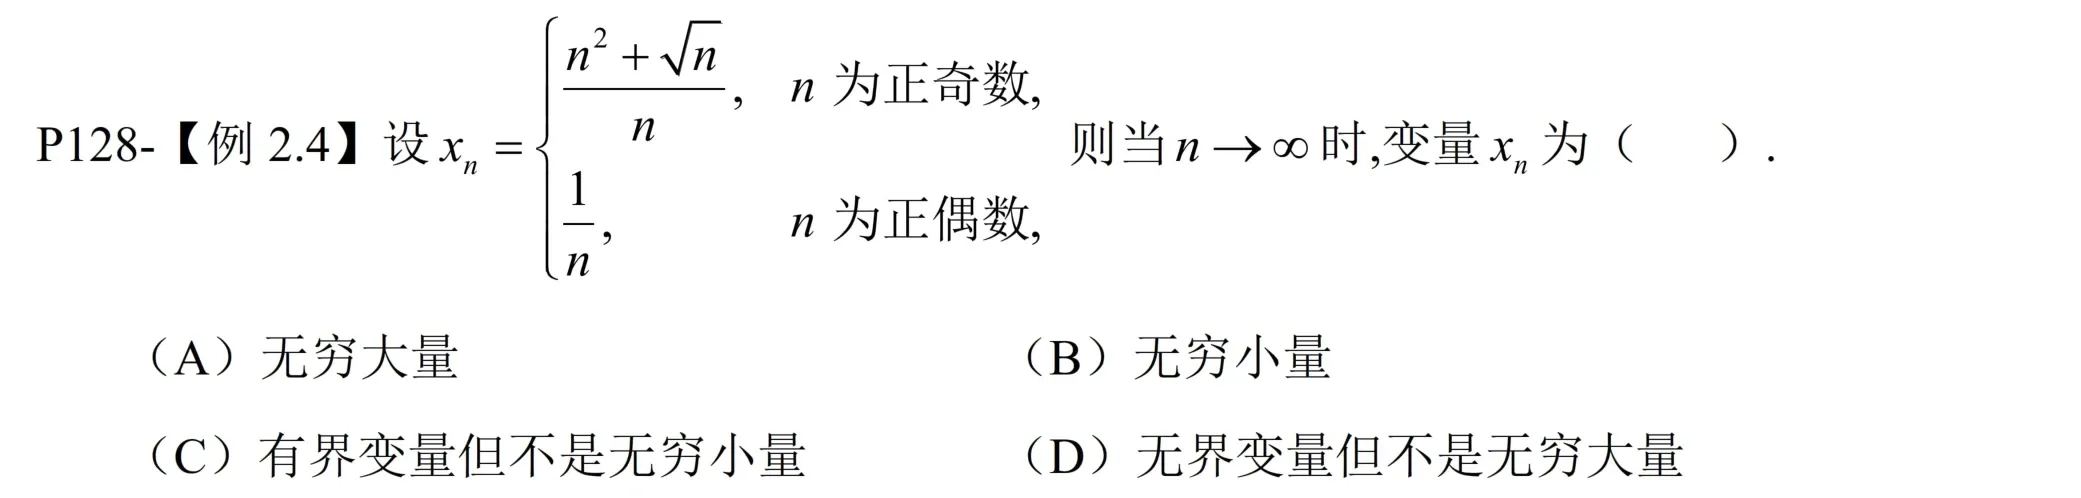 P128-【例 2.4】设 $x_n = \begin{cases} \dfrac{n^2+\sqrt{n}}{n}, & n \text{ 为正奇数,} \\ \dfrac{1}{n}, & n \text{ 为正偶数,} \end{cases}$ 则当 $n \to \infty$ 时,变量 $x_n$ 为（　　）.
（A）无穷大量 （B）无穷小量
（C）有界变量但不是无穷小量 （D）无界变量但不是无穷大量